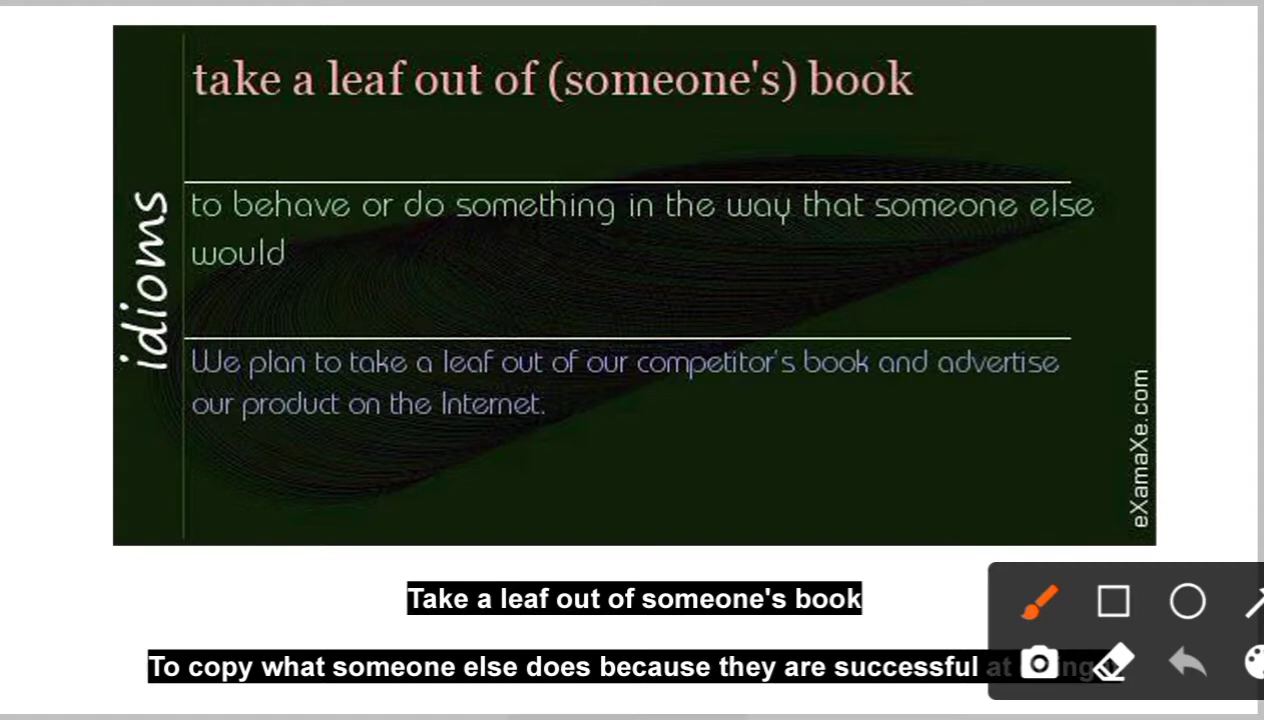 take a leaf out of (someone's) book
idioms
to behave or do something in the way that someone else
would
We plan to take a leaf out of our competitor's book and advertise
our product on the Internet.
eXamaXe.com
Take a leaf out of someone's book
To copy what someone else does because they are successful at